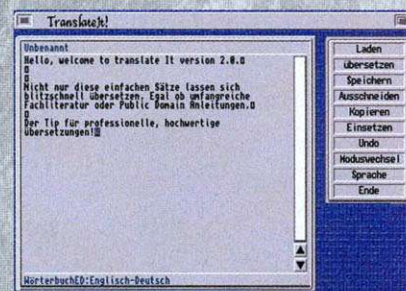 TranslateIt!
Unbenannt
Hello, welcome to translate It version 2.0.
Nicht nur diese einfachen Sätze lassen sich
blitzschnell übersetzen. Egal ob umfangreiche
Fachliteratur oder Public Domain Anleitungen.
Der Tip für professionelle, hochwertige
übersetzungen!
WörterbuchED:Englisch-Deutsch
Laden
übersetzen
Speichern
Ausschneiden
Kopieren
Einsetzen
Undo
Moduswechsel
Sprache
Ende